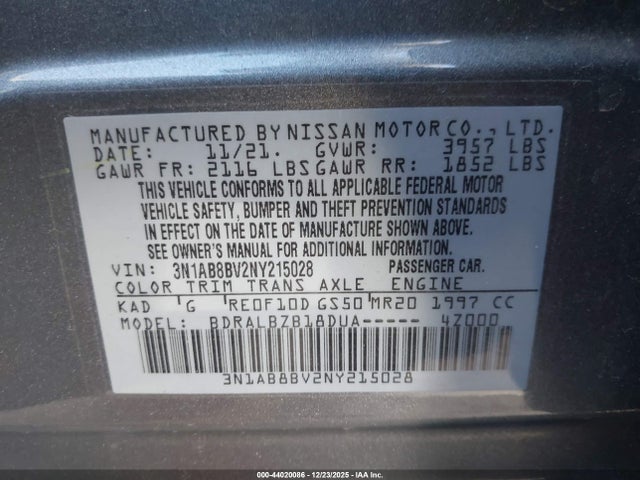 MANUFACTURED BY NISSAN MOTOR CO., LTD.
DATE: 11/21. GVWR: 3957 LBS
GAWR FR: 2116 LBS GAWR RR: 1852 LBS
THIS VEHICLE CONFORMS TO ALL APPLICABLE FEDERAL MOTOR
VEHICLE SAFETY, BUMPER AND THEFT PREVENTION STANDARDS
IN EFFECT ON THE DATE OF MANUFACTURE SHOWN ABOVE.
SEE OWNER'S MANUAL FOR ADDITIONAL INFORMATION.
VIN: 3N1AB8BV2NY215028 PASSENGER CAR.
COLOR TRIM TRANS AXLE ENGINE
KAD G RE0F10D GS50 MR20 1997 CC
MODEL: BDRALBZB18DUA----- 4Z000
3N1AB8BV2NY215028
000-44020086 - 12/23/2025 - IAA Inc.